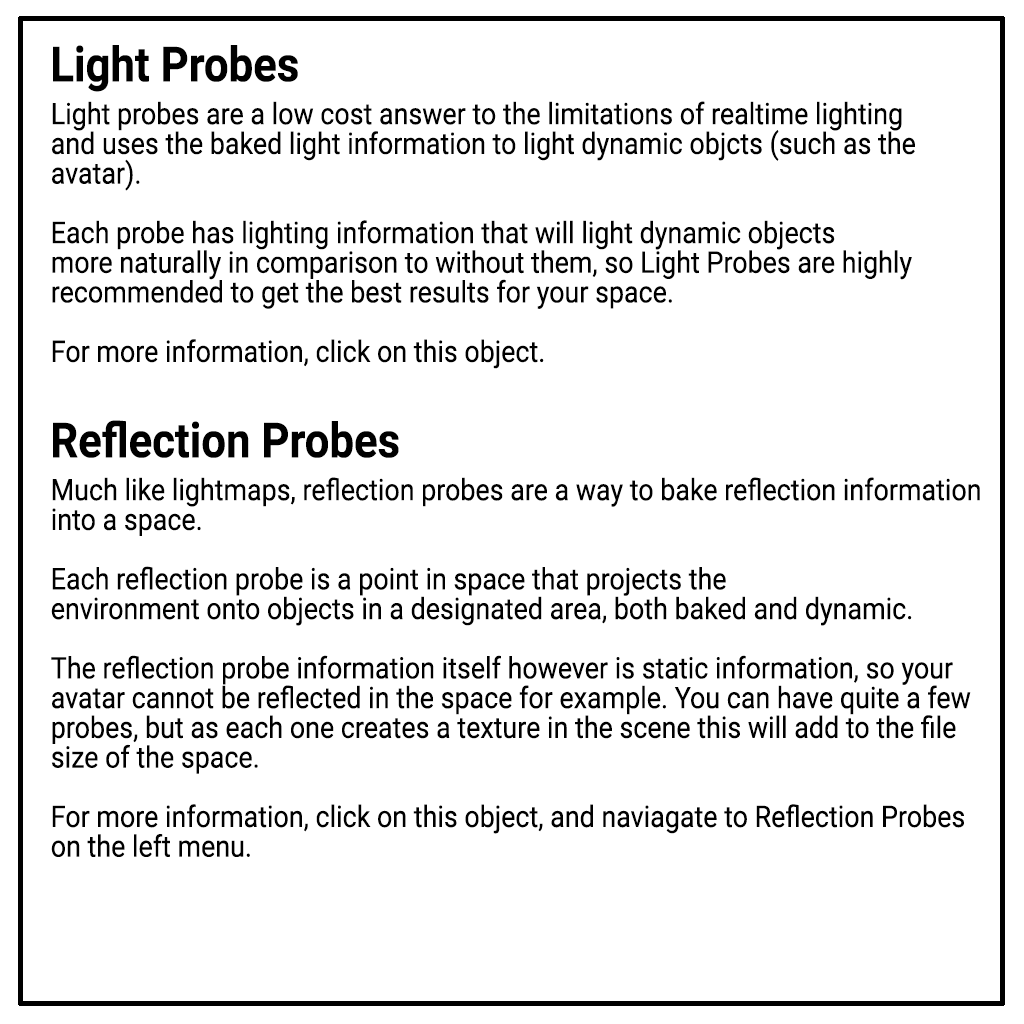 Light Probes
Light probes are a low cost answer to the limitations of realtime lighting
and uses the baked light information to light dynamic objcts (such as the
avatar).
Each probe has lighting information that will light dynamic objects
more naturally in comparison to without them, so Light Probes are highly
recommended to get the best results for your space.
For more information, click on this object.
Reflection Probes
Much like lightmaps, reflection probes are a way to bake reflection information
into a space.
Each reflection probe is a point in space that projects the
environment onto objects in a designated area, both baked and dynamic.
The reflection probe information itself however is static information, so your
avatar cannot be reflected in the space for example. You can have quite a few
probes, but as each one creates a texture in the scene this will add to the file
size of the space.
For more information, click on this object, and naviagate to Reflection Probes
on the left menu.